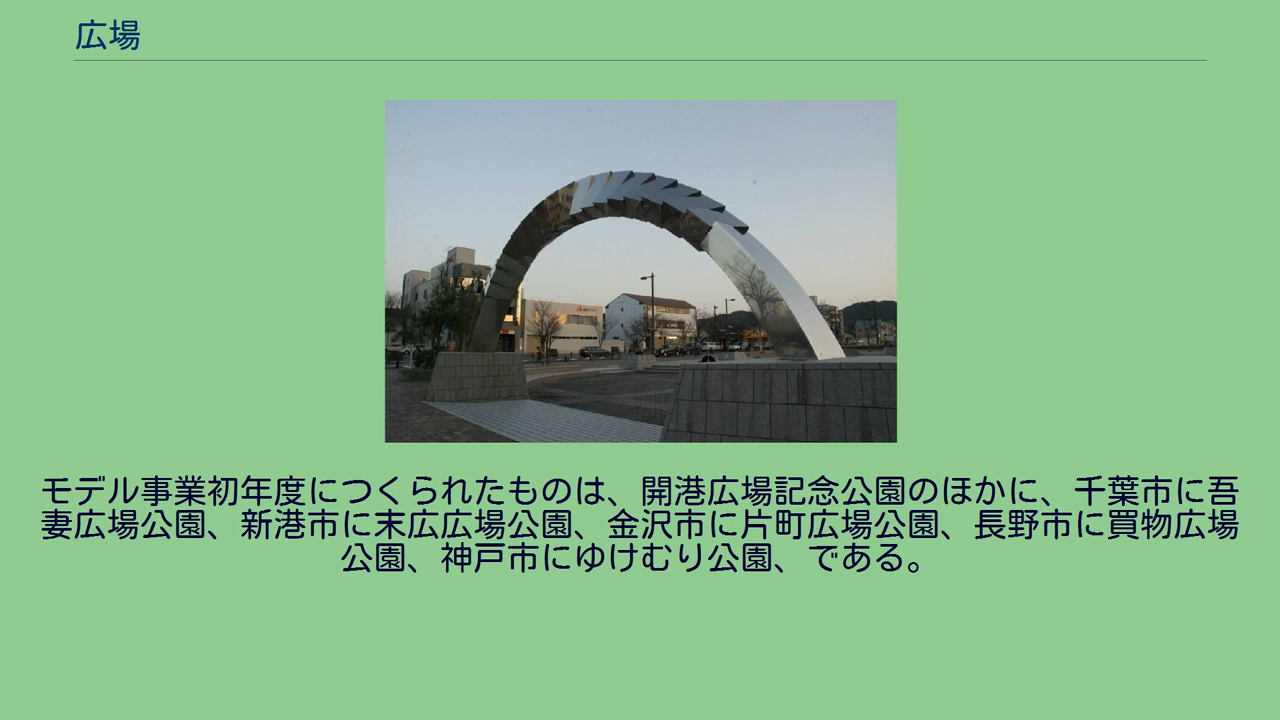 広場
モデル事業初年度につくられたものは、開港広場記念公園のほかに、千葉市に吾
妻広場公園、新港市に末広広場公園、金沢市に片町広場公園、長野市に買物広場
公園、神戸市にゆけむり公園、である。